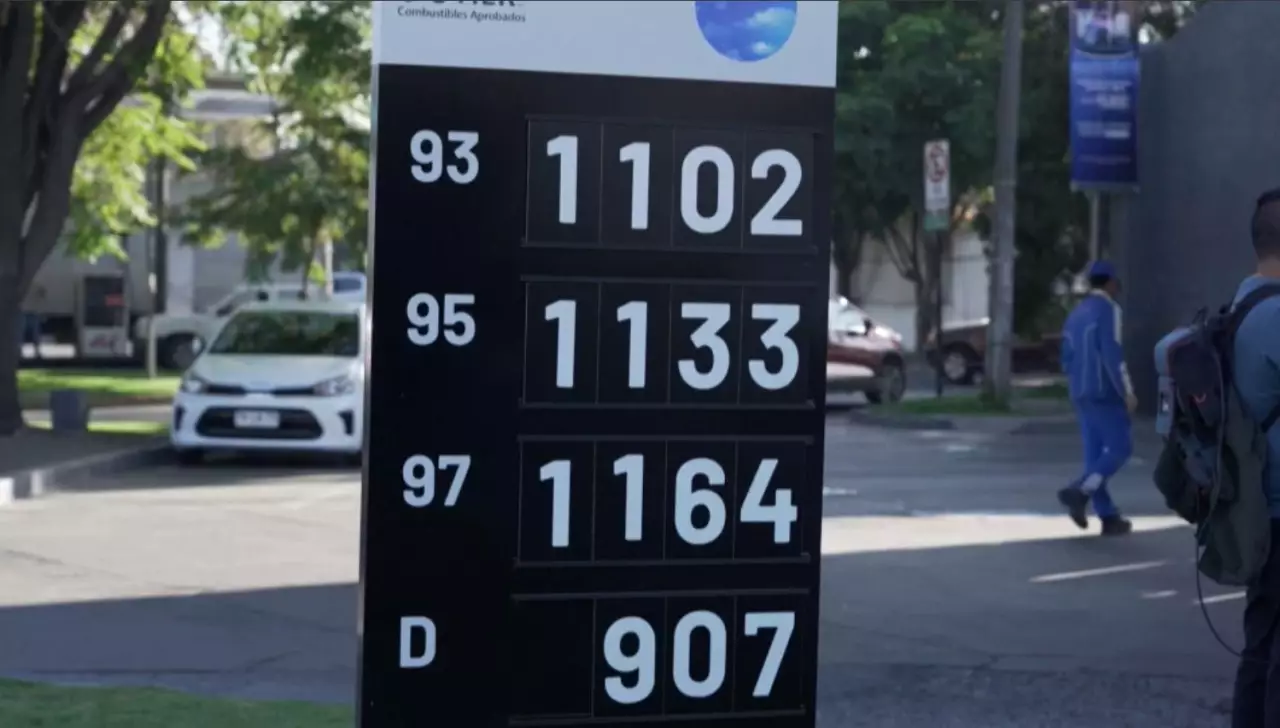 Combustibles Aprobados
93 1102
95 1133
97 1164
D 907